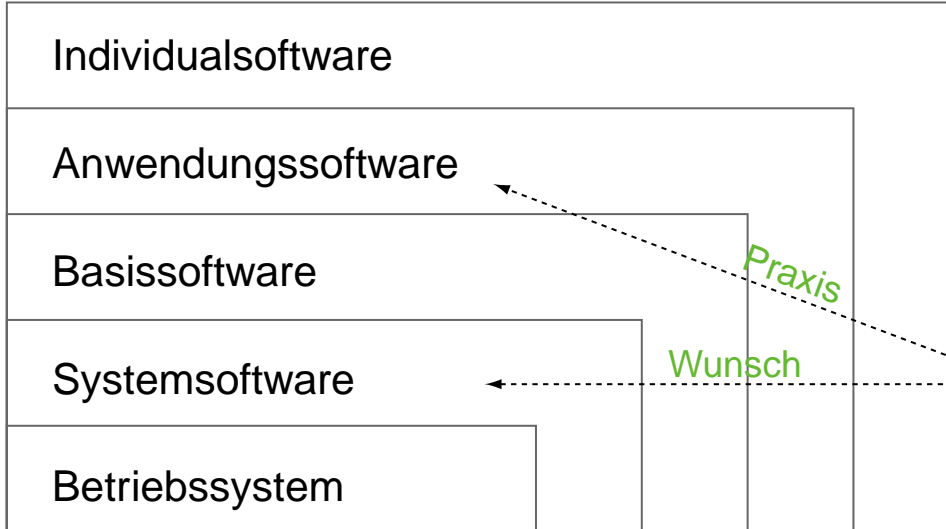 Individualsoftware
Anwendungssoftware
Praxis
Basissoftware
Wunsch
Systemsoftware
Betriebssystem